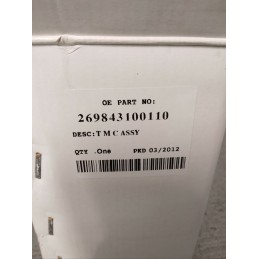 OE PART NO:
269843100110
DESC:T M C ASSY
QTY .One PKD 03/2012